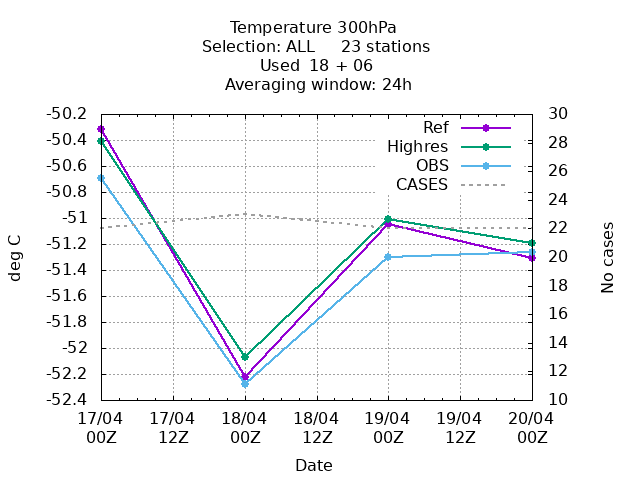 Temperature 300hPa
Selection: ALL 23 stations
Used 18 + 06
Averaging window: 24h
-50.2
-50.4
-50.6
-50.8
-51
-51.2
-51.4
-51.6
-51.8
-52
-52.2
-52.4
deg C
Ref
Highres
OBS
CASES
30
28
26
24
22
20
18
16
14
12
10
No cases
17/04 17/04 18/04 18/04 19/04 19/04 20/04
00Z 12Z 00Z 12Z 00Z 12Z 00Z
Date